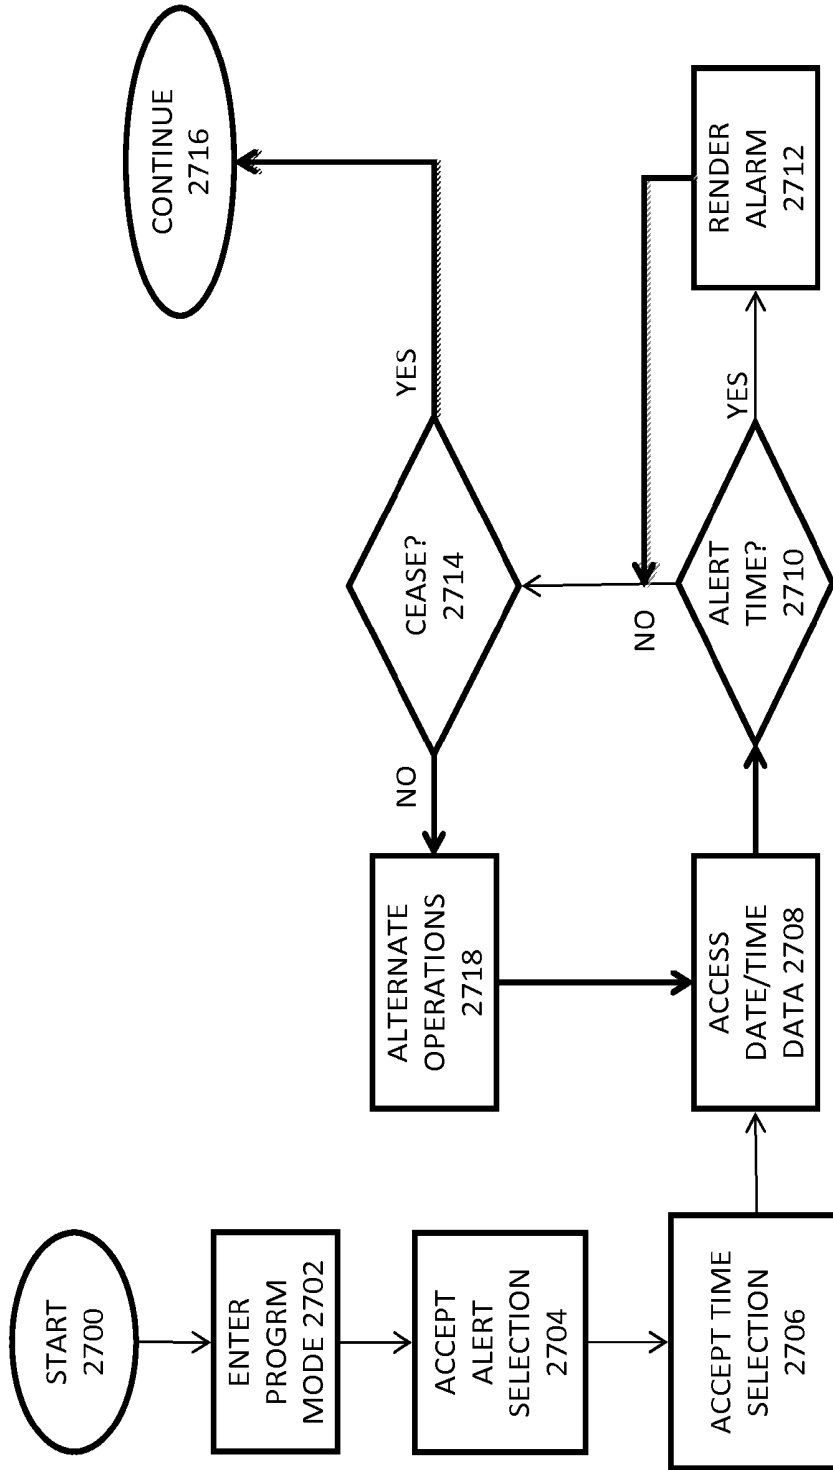 START
2700
ENTER
PROGRM
MODE 2702
ACCEPT
ALERT
SELECTION
2704
ACCEPT TIME
SELECTION
2706
ACCESS
DATE/TIME
DATA 2708
ALERT
TIME?
2710
YES
RENDER
ALARM
2712
NO
CEASE?
2714
YES
CONTINUE
2716
NO
ALTERNATE
OPERATIONS
2718